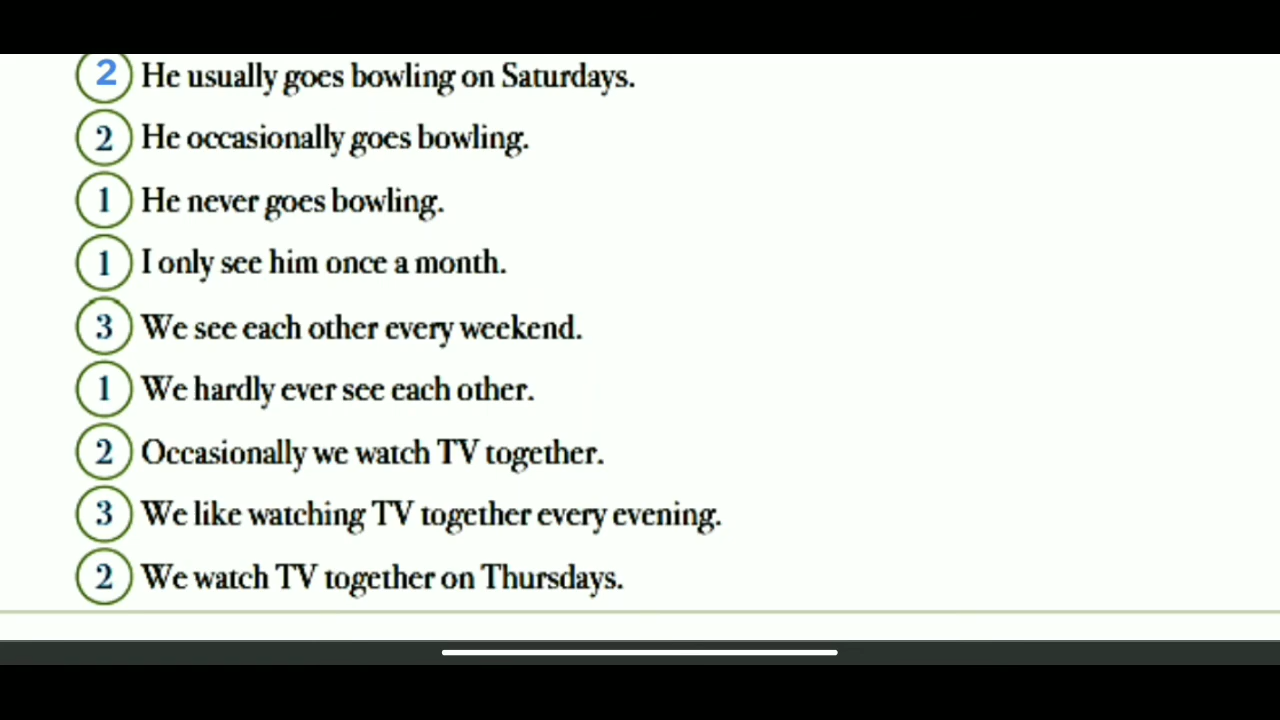 2 He usually goes bowling on Saturdays.
2 He occasionally goes bowling.
1 He never goes bowling.
1 I only see him once a month.
3 We see each other every weekend.
1 We hardly ever see each other.
2 Occasionally we watch TV together.
3 We like watching TV together every evening.
2 We watch TV together on Thursdays.